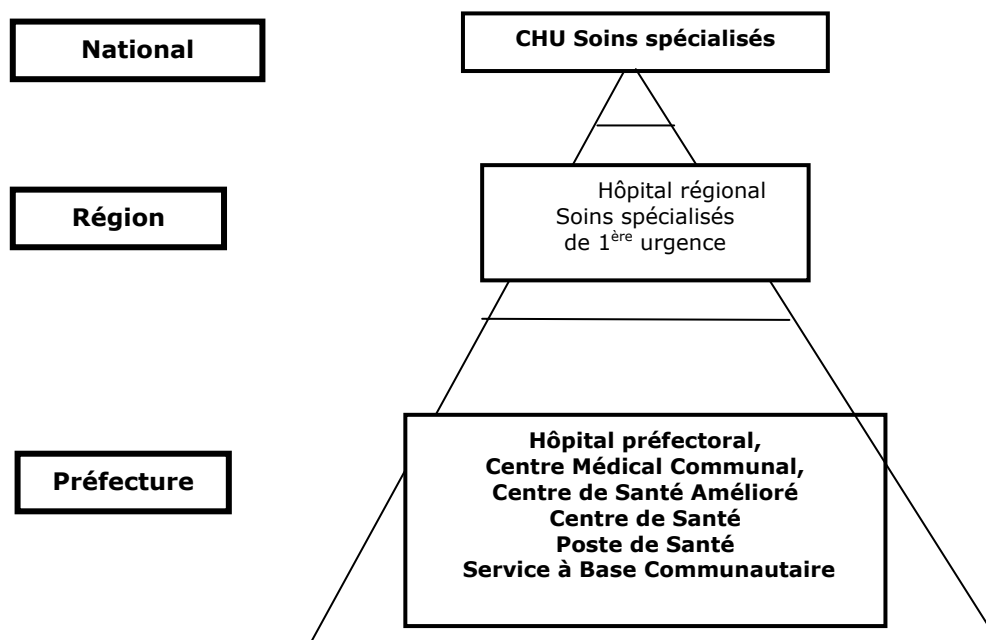 National
CHU Soins spécialisés
Région
Hôpital régional
Soins spécialisés
de 1ère urgence
Préfecture
Hôpital préfectoral,
Centre Médical Communal,
Centre de Santé Amélioré
Centre de Santé
Poste de Santé
Service à Base Communautaire